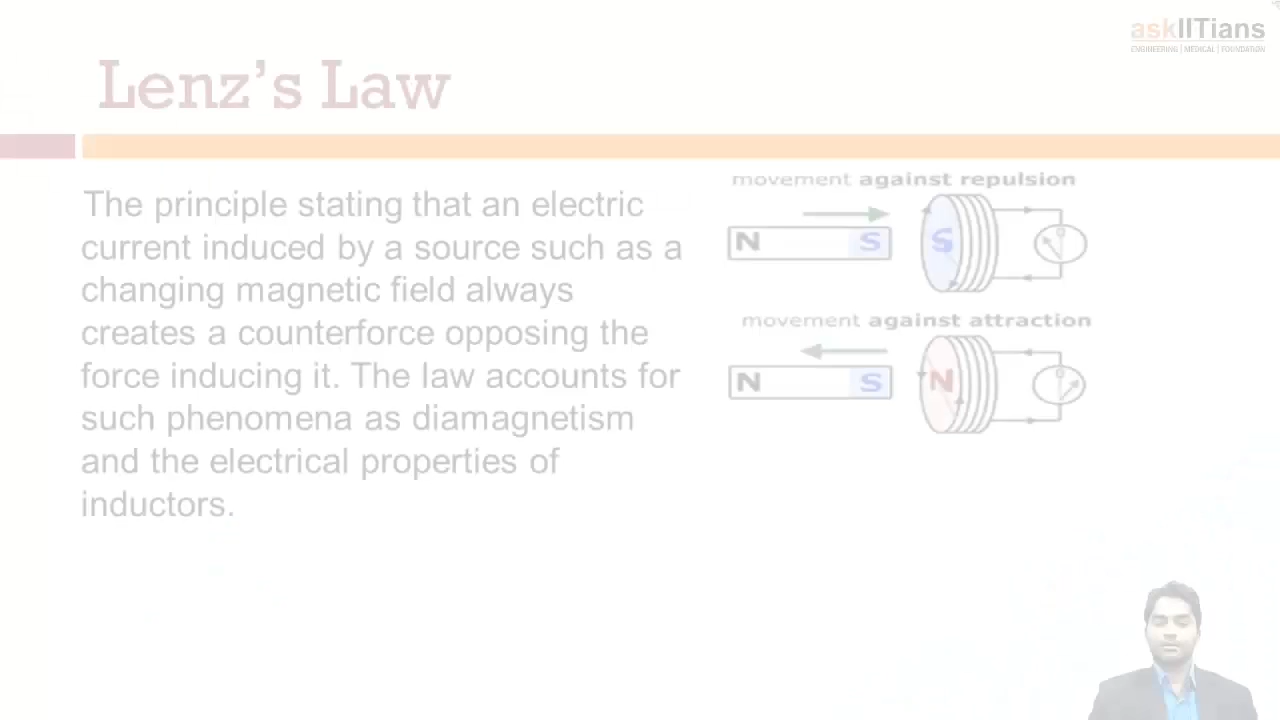 askIITians
ENGINEERING | MEDICAL | FOUNDATION
Lenz’s Law
The principle stating that an electric
current induced by a source such as a
changing magnetic field always
creates a counterforce opposing the
force inducing it. The law accounts for
such phenomena as diamagnetism
and the electrical properties of
inductors.
movement against repulsion
N S S 0
movement against attraction
N S N 0